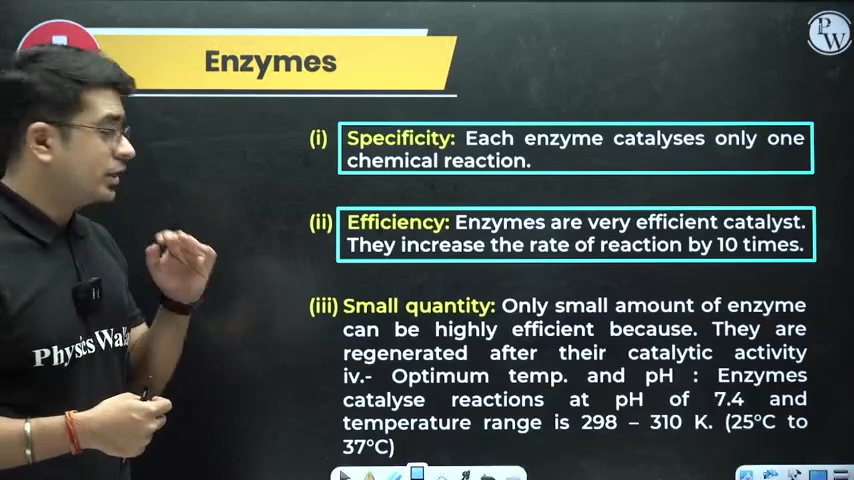 PW
Enzymes
(i) Specificity: Each enzyme catalyses only one
chemical reaction.
(ii) Efficiency: Enzymes are very efficient catalyst.
They increase the rate of reaction by 10 times.
(iii) Small quantity: Only small amount of enzyme
can be highly efficient because. They are
regenerated after their catalytic activity
iv.- Optimum temp. and pH : Enzymes
catalyse reactions at pH of 7.4 and
temperature range is 298 – 310 K. (25°C to
37°C)
Physics Wall